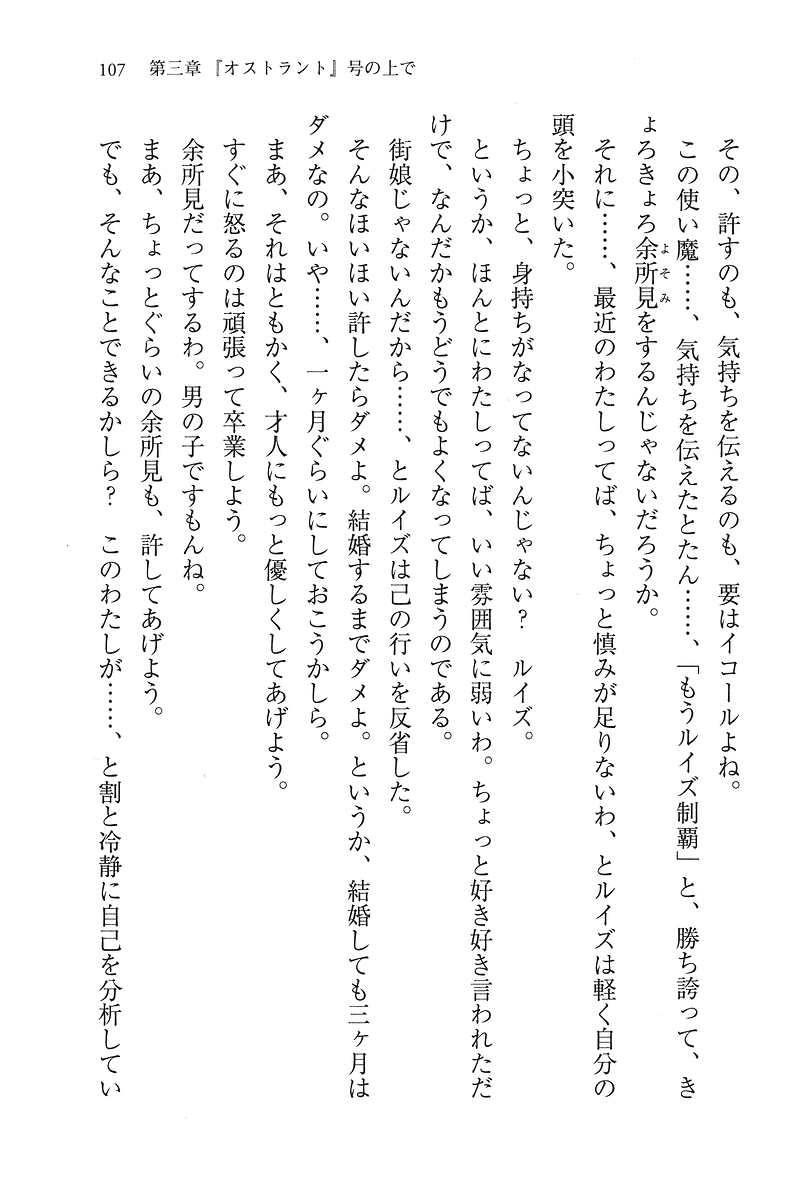 107　第三章『オストラント』号の上で
その、許すのも、気持ちを伝えるのも、要はイコールよね。
この使い魔……、気持ちを伝えたとたん……、「もうルイズ制覇」と、勝ち誇って、き
ょろきょろ余所見をするんじゃないだろうか。
よそみ
それに……、最近のわたしってば、ちょっと慎みが足りないわ、とルイズは軽く自分の
頭を小突いた。
ちょっと、身持ちがなってないんじゃない？　ルイズ。
というか、ほんとにわたしってば、いい雰囲気に弱いわ。ちょっと好き好き言われただ
けで、なんだかもうどうでもよくなってしまうのである。
街娘じゃないんだから……、とルイズは己の行いを反省した。
そんなほいほい許したらダメよ。結婚するまでダメよ。というか、結婚しても三ヶ月は
ダメなの。いや……、一ヶ月ぐらいにしておこうかしら。
まあ、それはともかく、才人にもっと優しくしてあげよう。
すぐに怒るのは頑張って卒業しよう。
余所見だってするわ。男の子ですもんね。
まあ、ちょっとぐらいの余所見も、許してあげよう。
でも、そんなことできるかしら？　このわたしが……、と割と冷静に自己を分析してい